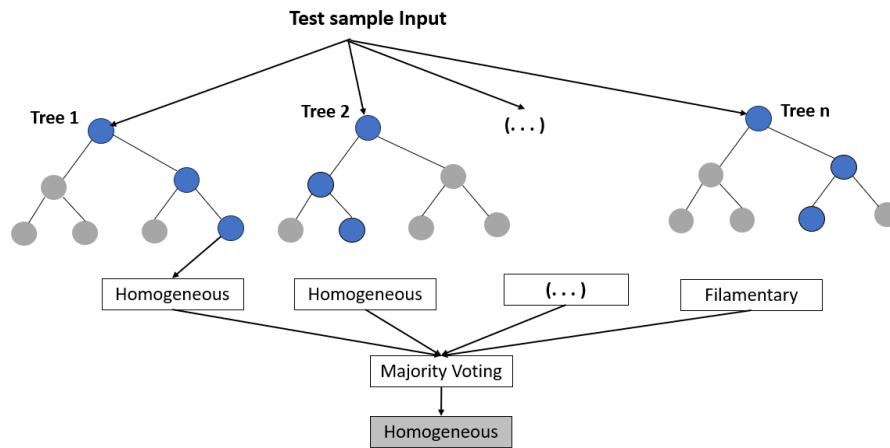 Test sample Input
Tree 1
Tree 2
(. . . )
Tree n
Homogeneous
Homogeneous
(. . . )
Filamentary
Majority Voting
Homogeneous